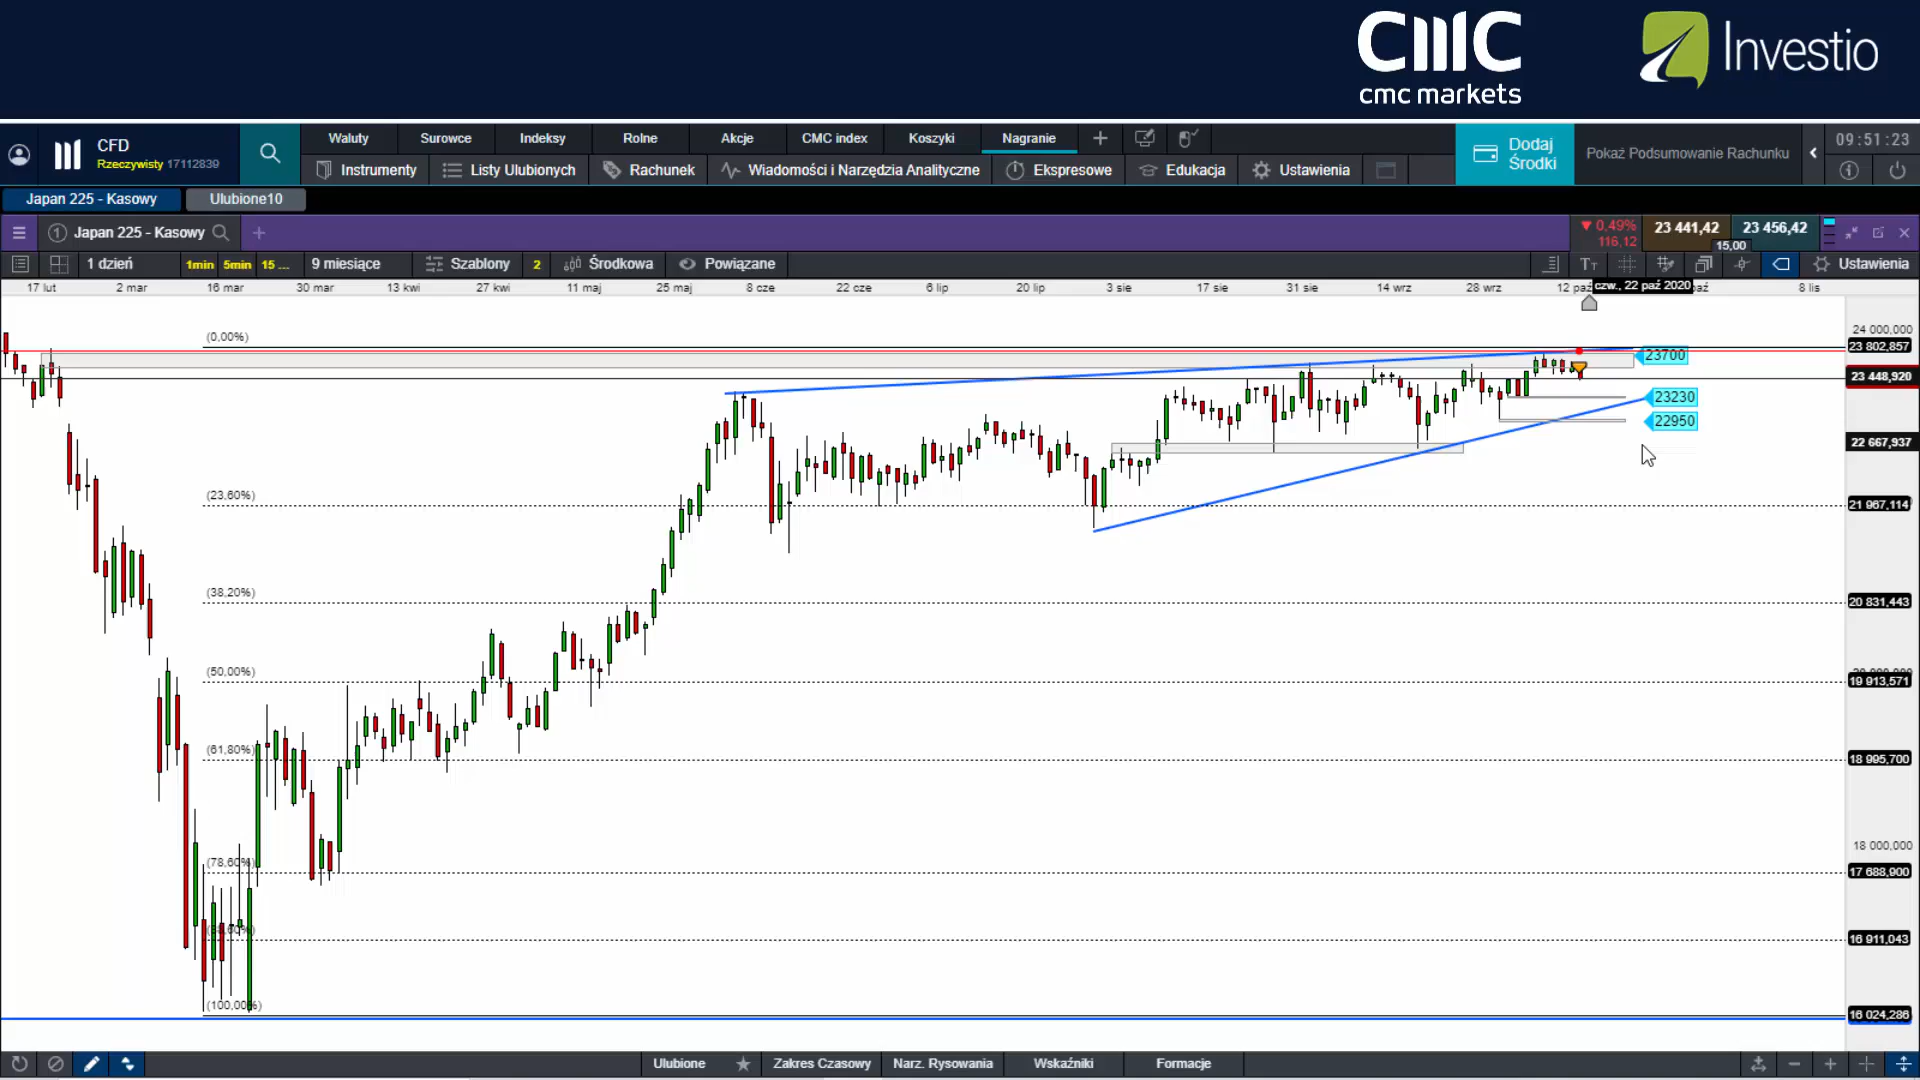 CMC
cmc markets
Investio
CFD
Rzeczywisty 17112839
Waluty Surowce Indeksy Rolne Akcje CMC index Koszyki Nagranie
Instrumenty Listy Ulubionych Rachunek Wiadomości i Narzędzia Analityczne Ekspresowe Edukacja Ustawienia
Dodaj
Środki
Pokaż Podsumowanie Rachunku
09:51:23
Japan 225 - Kasowy Ulubione10
1 Japan 225 - Kasowy
0,49%
116,12
23 441,42 23 456,42
15,00
1 dzień 1min 5min 15 ... 9 miesiące Szablony 2 Środkowa Powiązane Ustawienia
17 lut 2 mar 16 mar 30 mar 13 kwi 27 kwi 11 maj 25 maj 8 cze 22 cze 6 lip 20 lip 3 sie 17 sie 31 sie 14 wrz 28 wrz 12 paź czw., 22 paź 2020 8 lis
(0,00%)
24 000,000
23 802,857
23700
23 448,920
23230
22950
22 667,937
(23,60%)
21 967,114
(38,20%)
20 831,443
(50,00%)
19 913,571
(61,80%)
18 995,700
18 000,000
(78,60%)
17 688,900
16 911,043
(100,00%)
16 024,286
Ulubione Zakres Czasowy Narz. Rysowania Wskaźniki Formacje